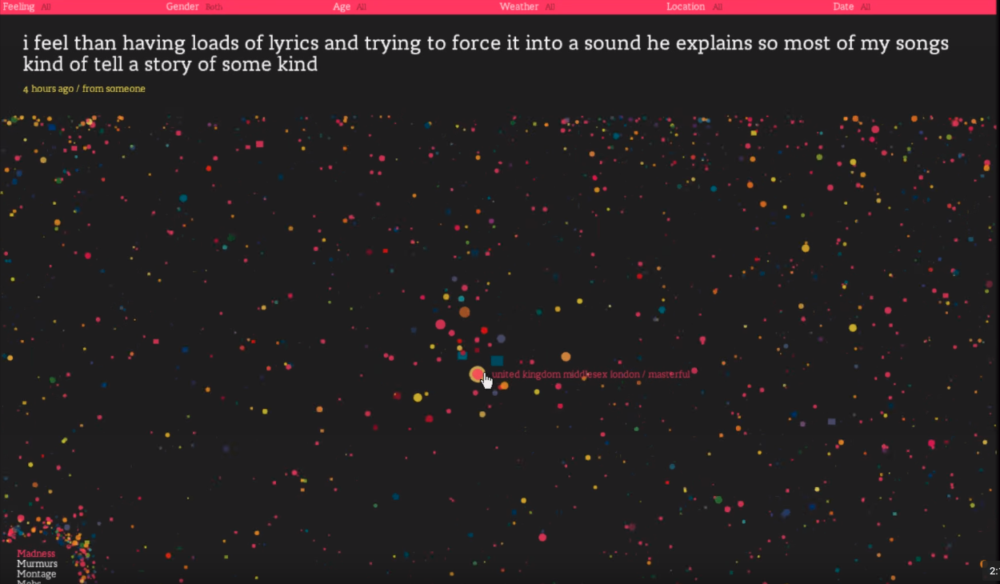 Feeling All Gender Both Age All Weather All Location All Date All
i feel than having loads of lyrics and trying to force it into a sound he explains so most of my songs
kind of tell a story of some kind
4 hours ago / from someone
united kingdom middlesex london / masterful
Madness
Murmurs
Montage
Mobs
2: